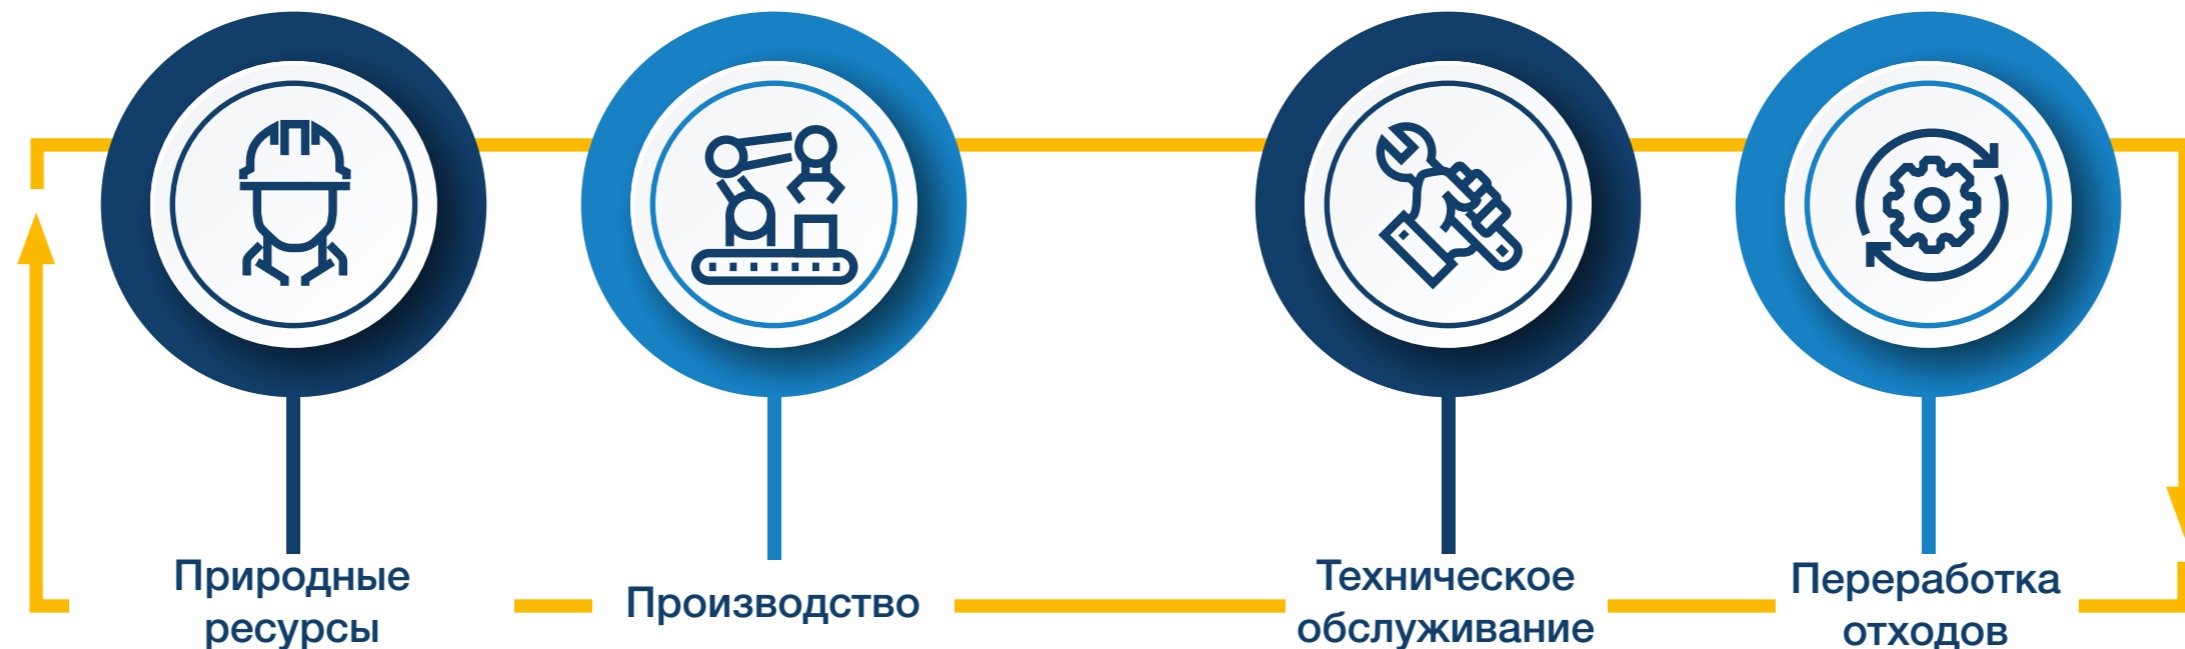 Природные
ресурсы
Производство
Техническое
обслуживание
Переработка
отходов